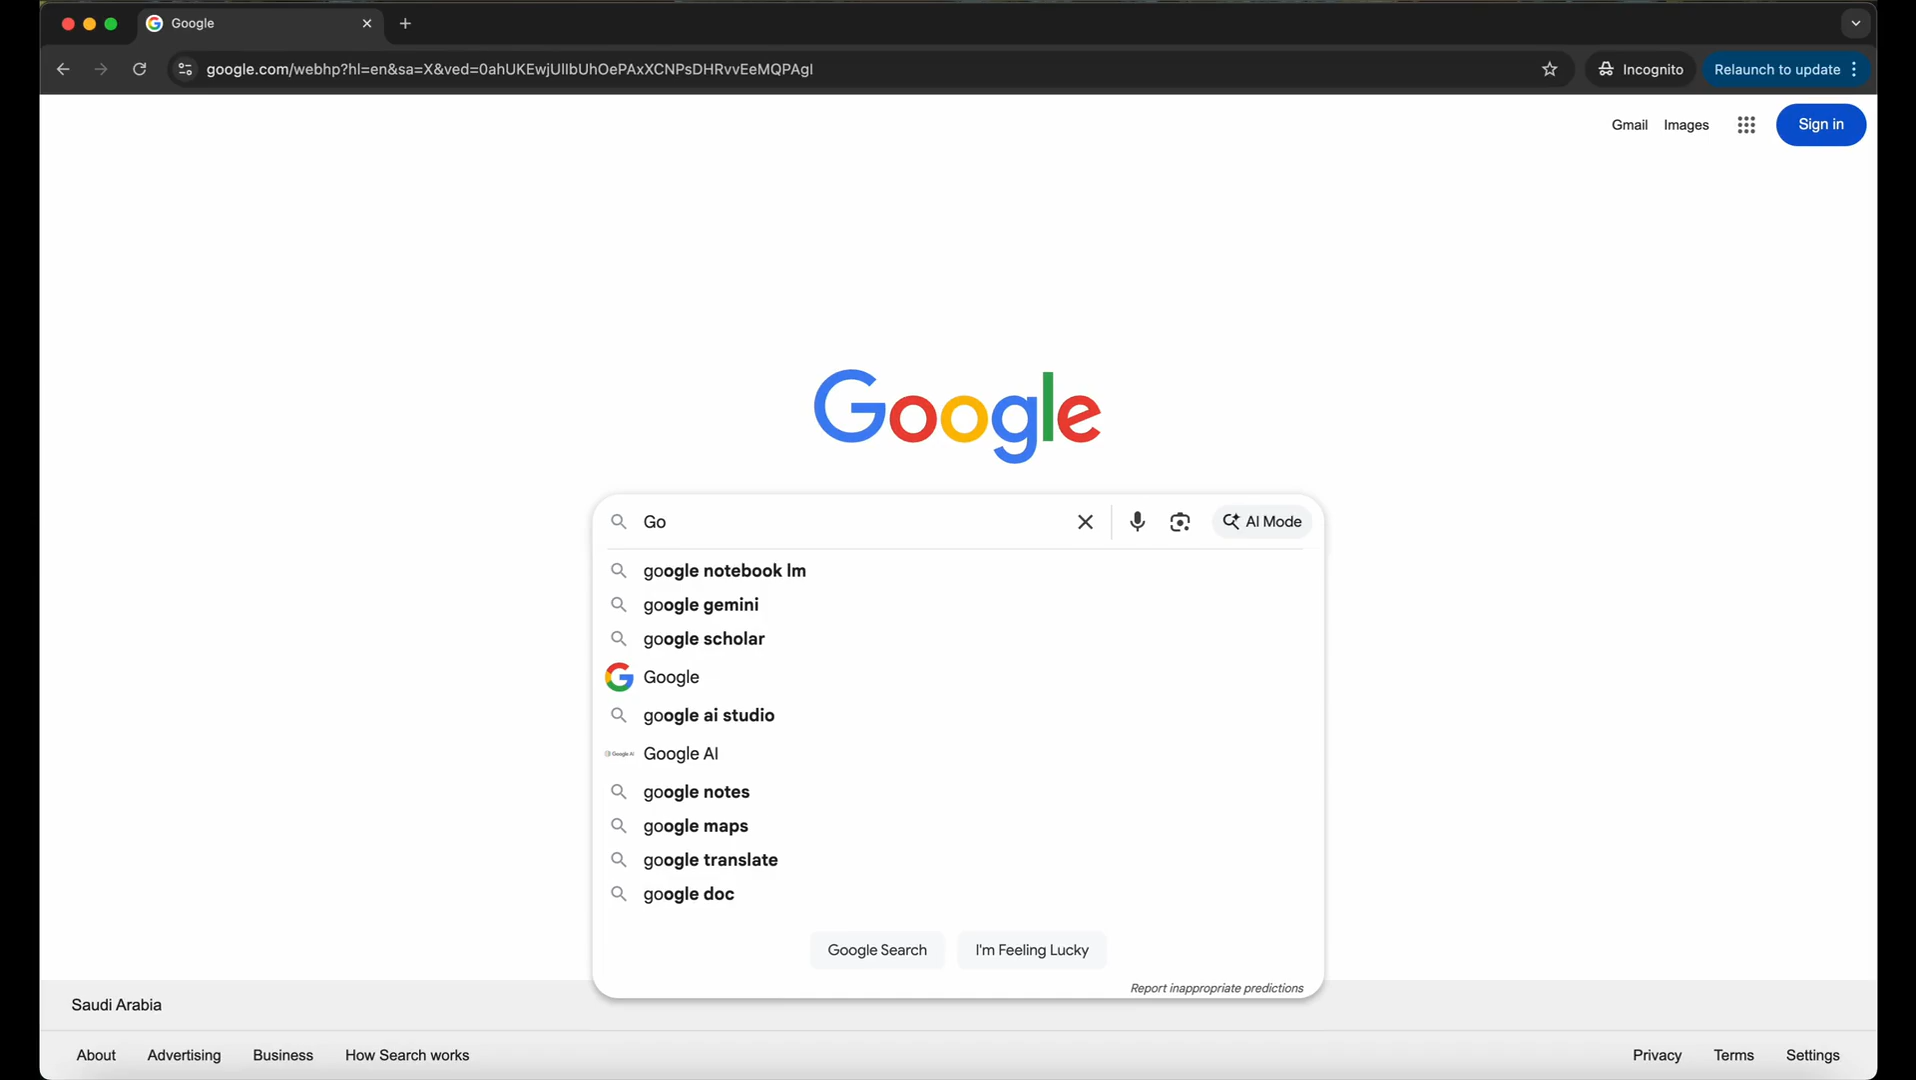 Google
google.com/webhp?hl=en&sa=X&ved=0ahUKEwjUlIbUhOePAxXCNPsDHRvvEeMQPAgI
Incognito
Relaunch to update
Gmail Images
Sign in
Google
Go
AI Mode
google notebook lm
google gemini
google scholar
Google
google ai studio
Google AI
Google AI
google notes
google maps
google translate
google doc
Google Search I'm Feeling Lucky
Report inappropriate predictions
Saudi Arabia
About Advertising Business How Search works Privacy Terms Settings